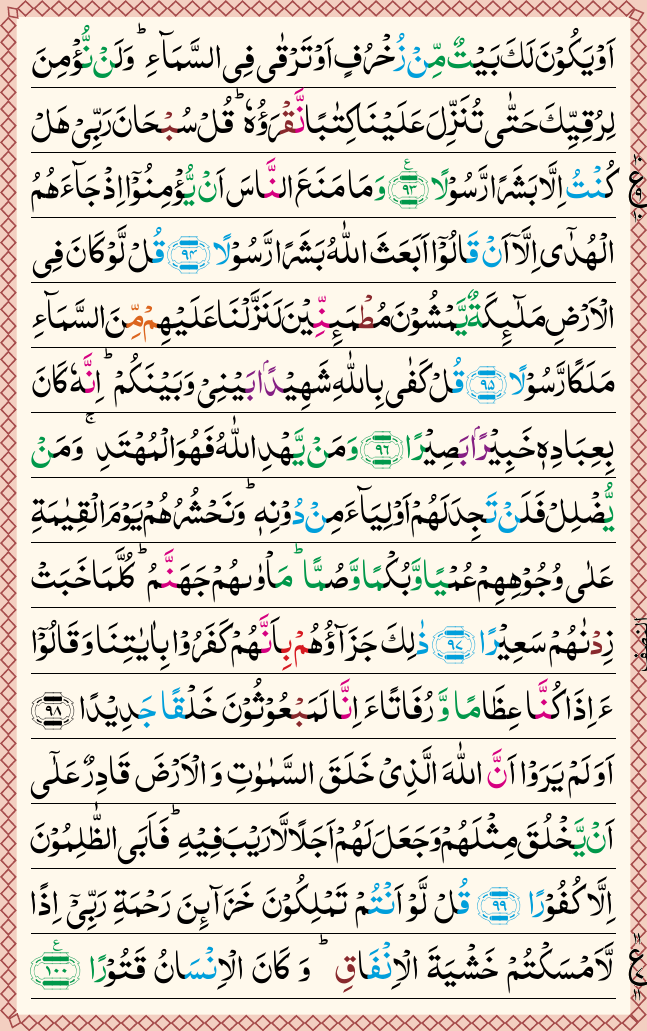 اَوْ يَكُوْنَ لَكَ بَيْتٌ مِّنْ زُخْرُفٍ اَوْ تَرْقٰى فِى السَّمَآءِ ؕ وَلَنْ نُّؤْمِنَ
لِرُقِيِّكَ حَتّٰى تُنَزِّلَ عَلَيْنَا كِتٰبًا نَّقْرَؤُهٗ ؕ قُلْ سُبْحَانَ رَبِّىْ هَلْ
كُنْتُ اِلَّا بَشَرًا رَّسُوْلًا ﴿۹۳﴾ وَمَا مَنَعَ النَّاسَ اَنْ يُّؤْمِنُوْۤا اِذْ جَآءَهُمُ
الْهُدٰٓى اِلَّاۤ اَنْ قَالُوْۤا اَبَعَثَ اللّٰهُ بَشَرًا رَّسُوْلًا ﴿۹۴﴾ قُلْ لَّوْ كَانَ فِى
الْاَرْضِ مَلٰٓئِكَةٌ يَّمْشُوْنَ مُطْمَئِنِّيْنَ لَنَزَّلْنَا عَلَيْهِمْ مِّنَ السَّمَآءِ
مَلَكًا رَّسُوْلًا ﴿۹۵﴾ قُلْ كَفٰى بِاللّٰهِ شَهِيْدًۢا بَيْنِىْ وَبَيْنَكُمْ ؕ اِنَّهٗ كَانَ
بِعِبَادِهٖ خَبِيْرًۢا بَصِيْرًا ﴿۹۶﴾ وَمَنْ يَّهْدِ اللّٰهُ فَهُوَ الْمُهْتَدِ ۚ وَمَنْ
يُّضْلِلْ فَلَنْ تَجِدَ لَهُمْ اَوْلِيَآءَ مِنْ دُوْنِهٖ ؕ وَنَحْشُرُهُمْ يَوْمَ الْقِيٰمَةِ
عَلٰى وُجُوْهِهِمْ عُمْيًا وَّبُكْمًا وَّصُمًّا ؕ مَاْوٰٮهُمْ جَهَنَّمُ ؕ كُلَّمَا خَبَتْ
زِدْنٰهُمْ سَعِيْرًا ﴿۹۷﴾ ذٰلِكَ جَزَآؤُهُمْ بِاَنَّهُمْ كَفَرُوْا بِاٰيٰتِنَا وَقَالُوْۤا
ءَاِذَا كُنَّا عِظَامًا وَّرُفَاتًا ءَاِنَّا لَمَبْعُوْثُوْنَ خَلْقًا جَدِيْدًا ﴿۹۸﴾
اَوَلَمْ يَرَوْا اَنَّ اللّٰهَ الَّذِىْ خَلَقَ السَّمٰوٰتِ وَالْاَرْضَ قَادِرٌ عَلٰٓى
اَنْ يَّخْلُقَ مِثْلَهُمْ وَجَعَلَ لَهُمْ اَجَلًا لَّا رَيْبَ فِيْهِ ؕ فَاَبَى الظّٰلِمُوْنَ
اِلَّا كُفُوْرًا ﴿۹۹﴾ قُلْ لَّوْ اَنْتُمْ تَمْلِكُوْنَ خَزَآئِنَ رَحْمَةِ رَبِّىْۤ اِذًا
لَّاَمْسَكْتُمْ خَشْيَةَ الْاِنْفَاقِ ؕ وَكَانَ الْاِنْسَانُ قَتُوْرًا ﴿۱۰۰﴾